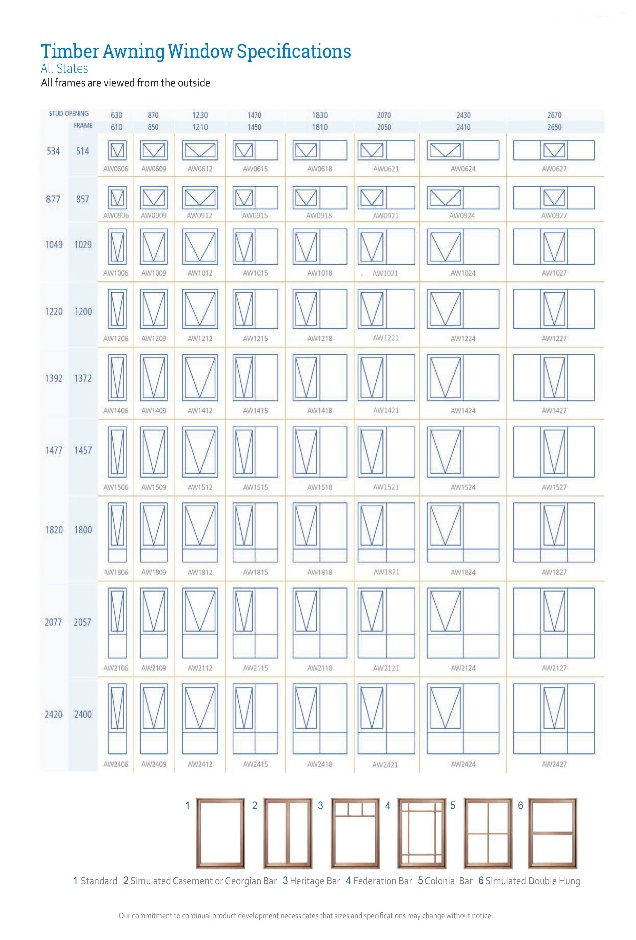 Timber Awning Window Specifications
All States
All frames are viewed from the outside
STUD OPENING 630 870 1230 1470 1830 2070 2430 2670
FRAME 610 850 1210 1450 1810 2050 2410 2650
534 514
AW0606 AW0609 AW0612 AW0615 AW0618 AW0621 AW0624 AW0627
877 857
AW0906 AW0909 AW0912 AW0915 AW0918 AW0921 AW0924 AW0927
1049 1029
AW1006 AW1009 AW1012 AW1015 AW1018 AW1021 AW1024 AW1027
1220 1200
AW1206 AW1209 AW1212 AW1215 AW1218 AW1221 AW1224 AW1227
1392 1372
AW1406 AW1409 AW1412 AW1415 AW1418 AW1421 AW1424 AW1427
1477 1457
AW1506 AW1509 AW1512 AW1515 AW1518 AW1521 AW1524 AW1527
1820 1800
AW1806 AW1809 AW1812 AW1815 AW1818 AW1821 AW1824 AW1827
2077 2057
AW2106 AW2109 AW2112 AW2115 AW2118 AW2121 AW2124 AW2127
2420 2400
AW2406 AW2409 AW2412 AW2415 AW2418 AW2421 AW2424 AW2427
1 2 3 4 5 6
1 Standard 2 Simulated Casement or Georgian Bar 3 Heritage Bar 4 Federation Bar 5 Colonial Bar 6 Simulated Double Hung
Our commitment to continual product development necessitates that sizes and specifications may change without notice.